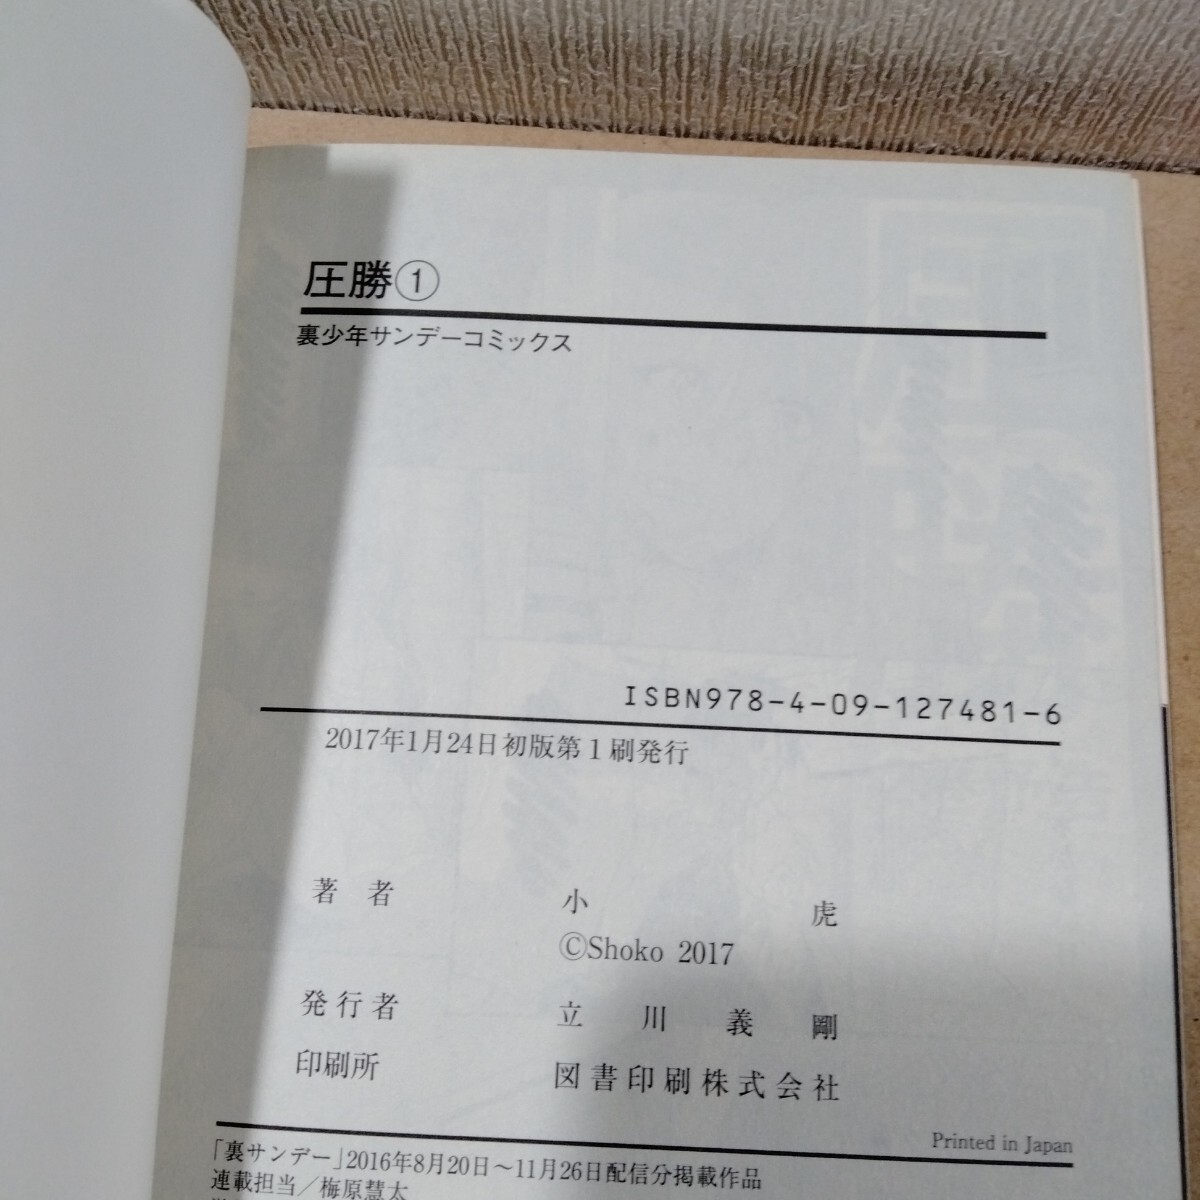 圧勝①
裏少年サンデーコミックス
ISBN978-4-09-127481-6
2017年1月24日初版第1刷発行
著者 小虎
©Shoko 2017
発行者 立川義剛
印刷所 図書印刷株式会社
Printed in Japan
「裏サンデー」2016年8月20日～11月26日配信分掲載作品
連載担当／梅原慧太